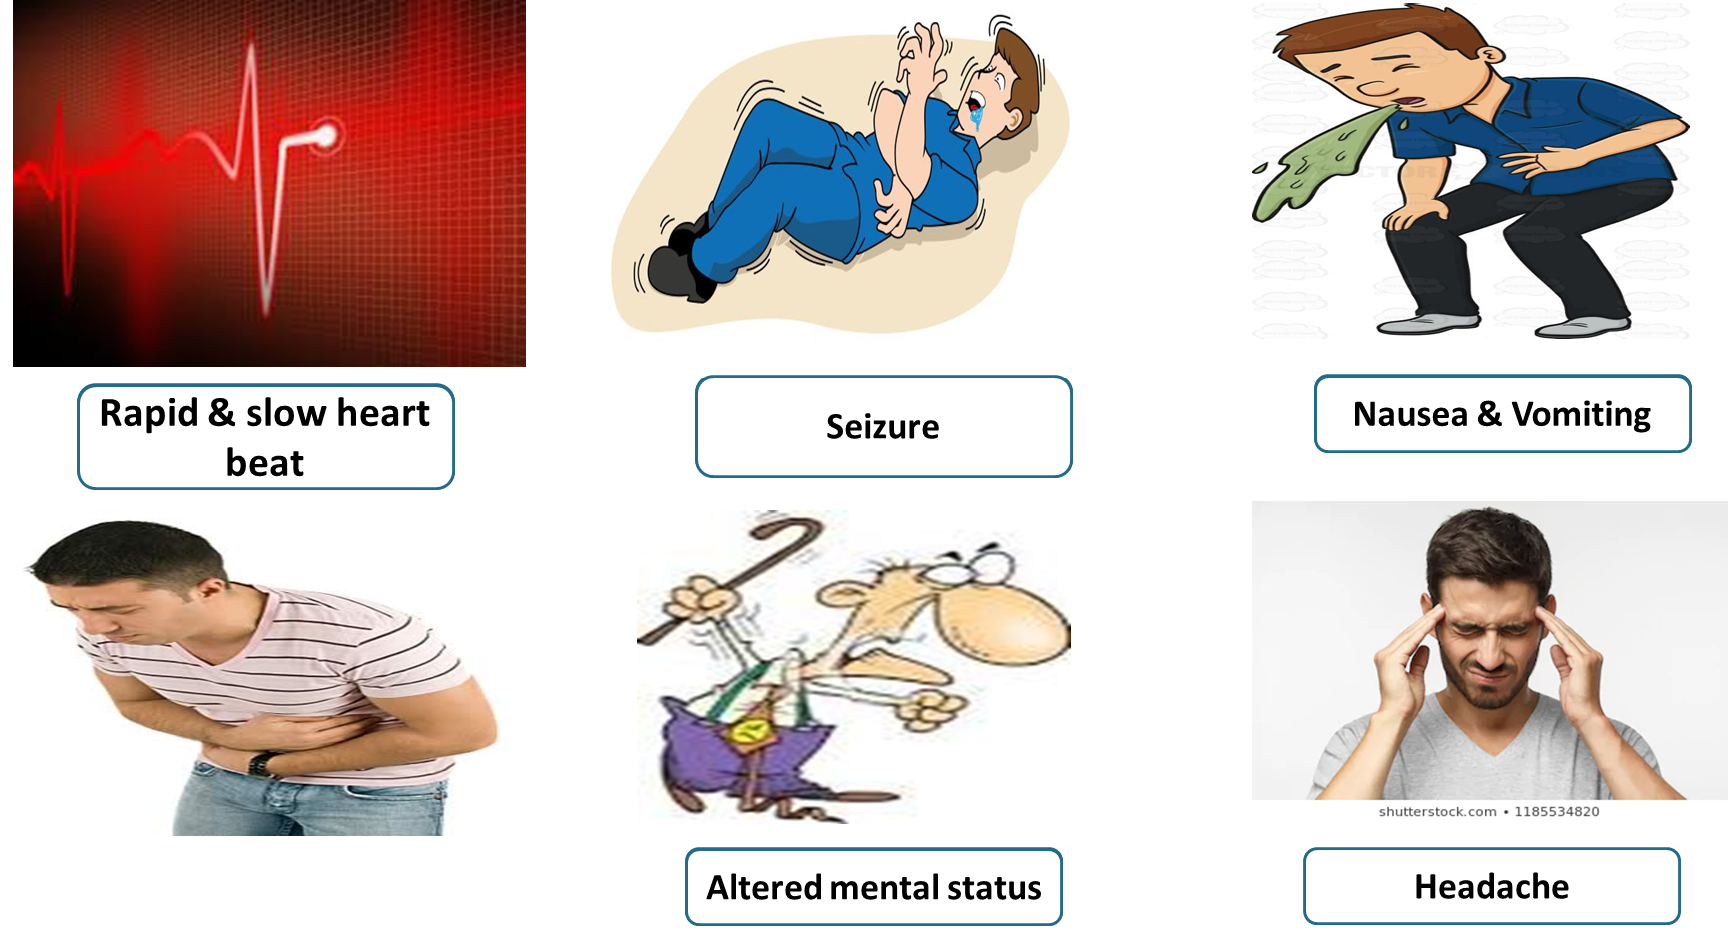 Rapid & slow heart
beat
Seizure
Nausea & Vomiting
Altered mental status
shutterstock.com • 1185534820
Headache